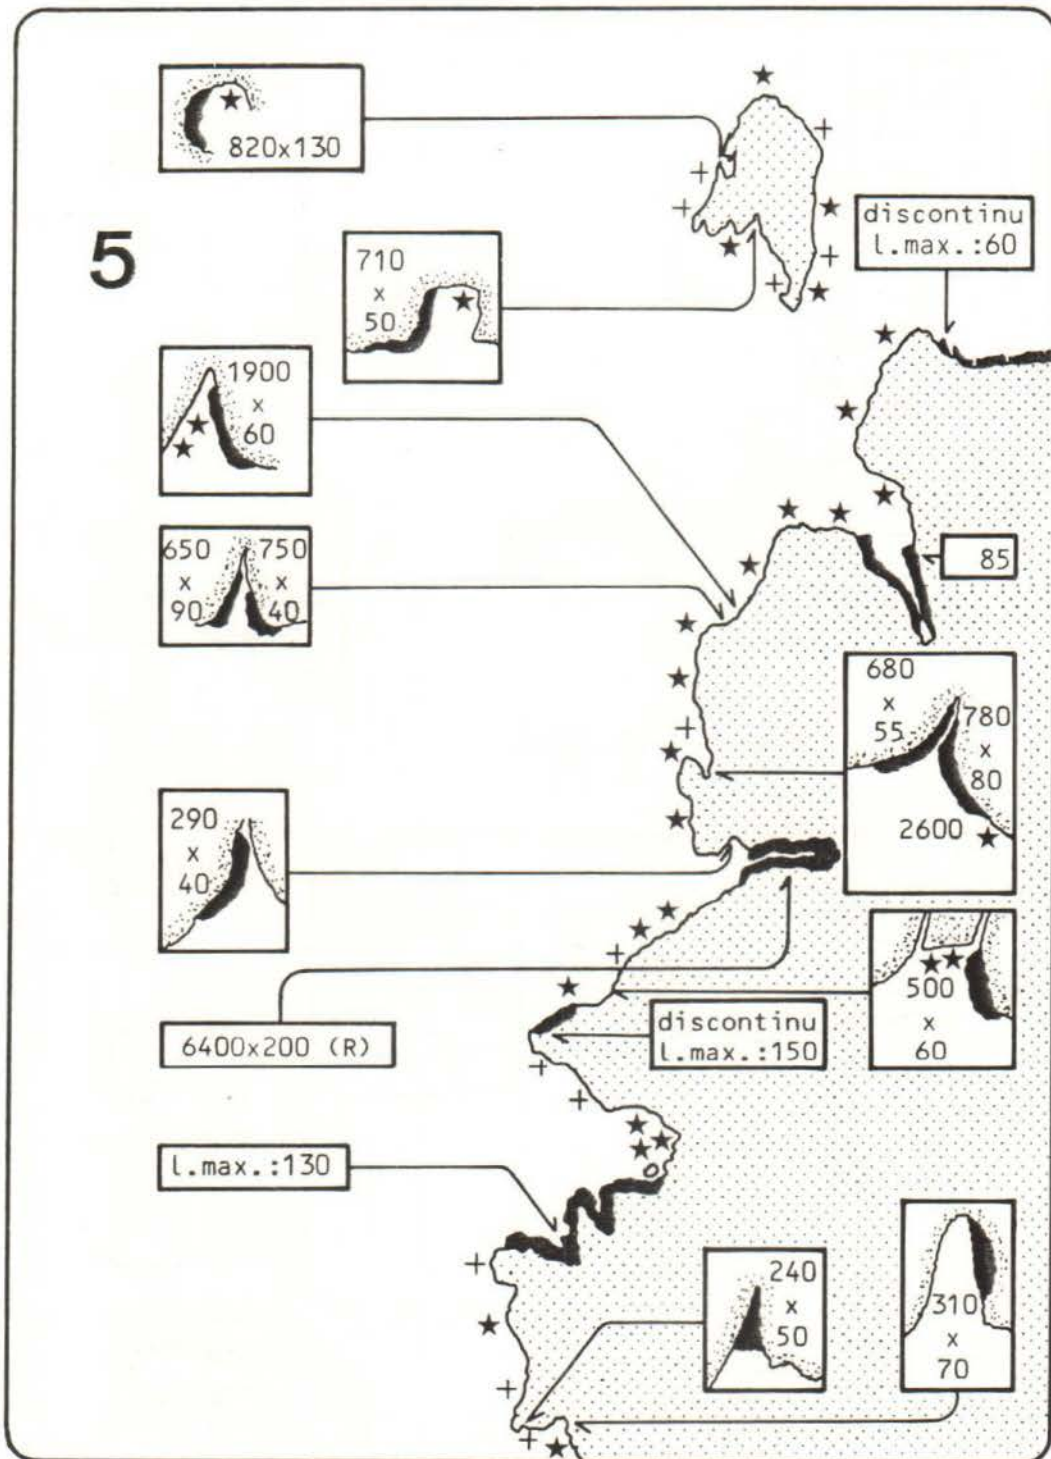 820x130
5
710
x
50
discontinu
l.max.:60
1900
x
60
650
x
90
750
x
40
85
680
x
55
780
x
80
2600
290
x
40
500
x
60
6400x200 (R)
discontinu
l.max.:150
l.max.:130
240
x
50
310
x
70